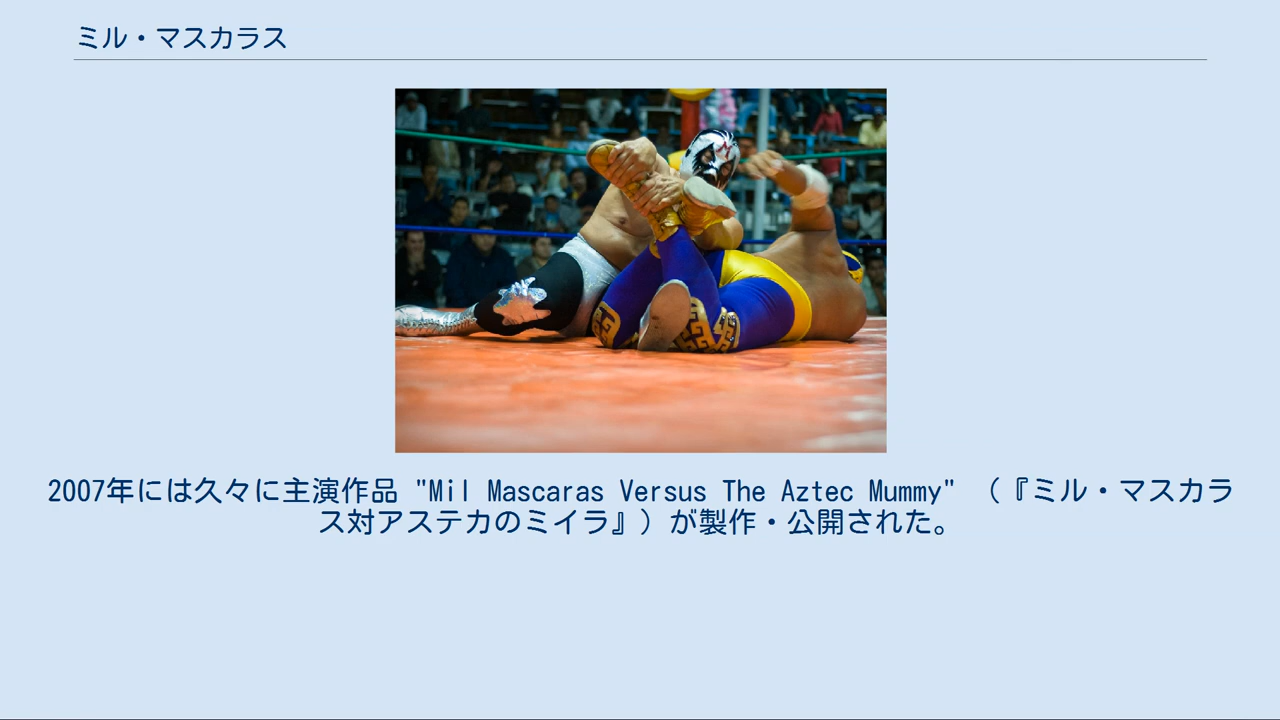 ミル・マスカラス
2007年には久々に主演作品 "Mil Mascaras Versus The Aztec Mummy" （『ミル・マスカラ
ス対アステカのミイラ』）が製作・公開された。